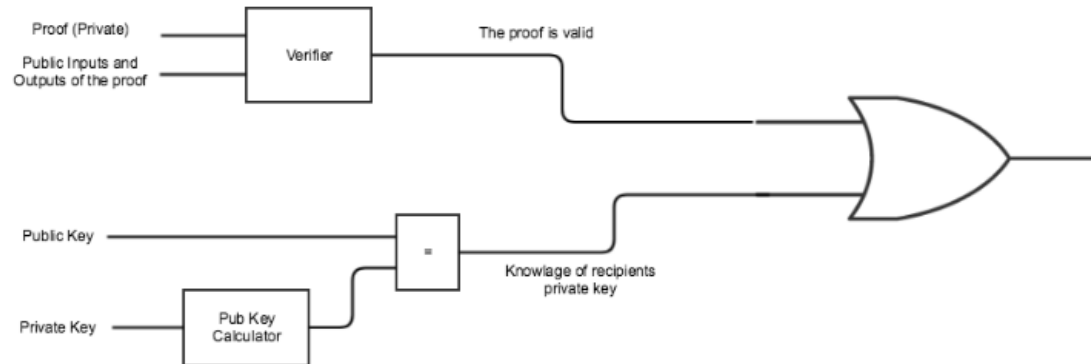 Proof (Private)
Public Inputs and
Outputs of the proof
Verifier
The proof is valid
Public Key
=
Knowlage of recipients
private key
Private Key
Pub Key
Calculator